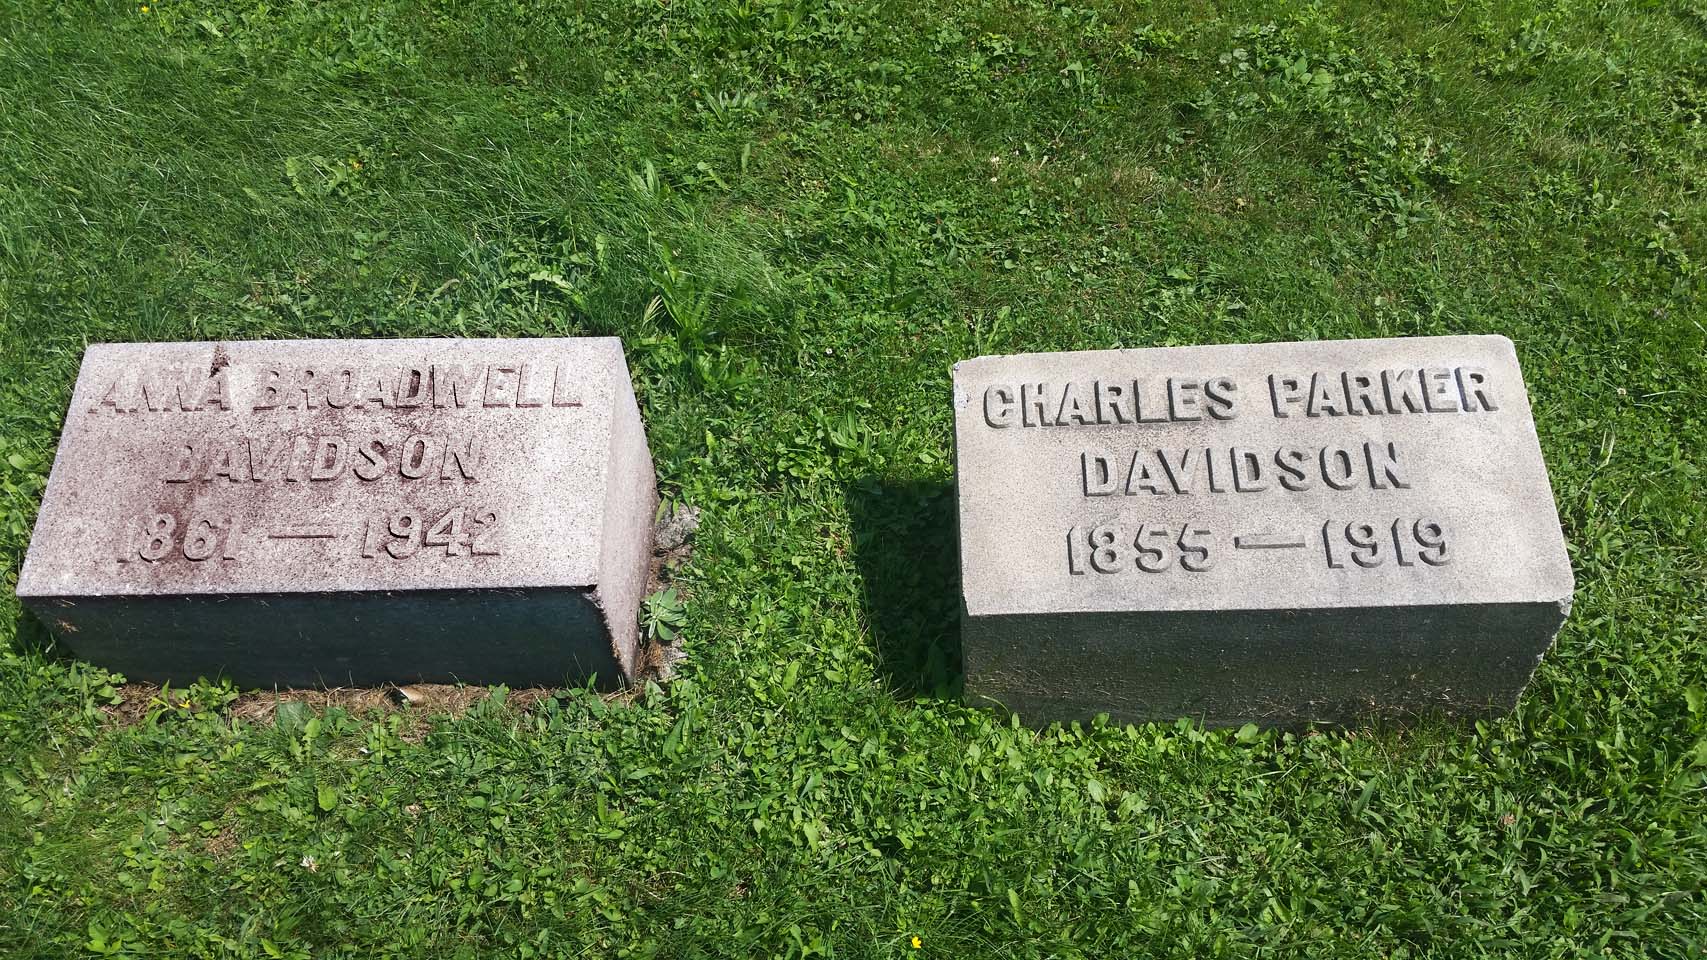 ANNA BROADWELL
DAVIDSON
1861 — 1942
CHARLES PARKER
DAVIDSON
1855 — 1919